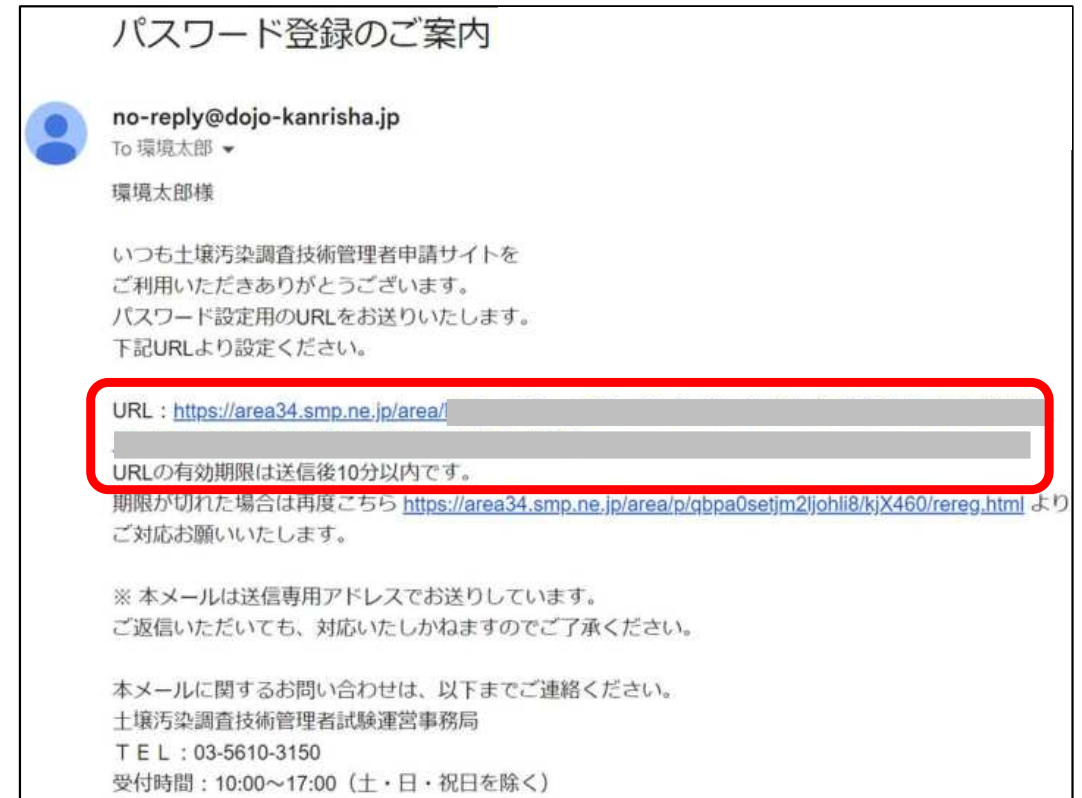 パスワード登録のご案内
no-reply@dojo-kanrisha.jp
To 環境太郎
環境太郎様
いつも土壌汚染調査技術管理者申請サイトを
ご利用いただきありがとうございます。
パスワード設定用のURLをお送りいたします。
下記URLより設定ください。
URL：https://area34.smp.ne.jp/area/
URLの有効期限は送信後10分以内です。
期限が切れた場合は再度こちら https://area34.smp.ne.jp/area/p/qbpa0setjm2ljohli8/kjX460/rereg.html より
ご対応お願いいたします。
※ 本メールは送信専用アドレスでお送りしています。
ご返信いただいても、対応いたしかねますのでご了承ください。
本メールに関するお問い合わせは、以下までご連絡ください。
土壌汚染調査技術管理者試験運営事務局
ＴＥＬ：03-5610-3150
受付時間：10:00～17:00（土・日・祝日を除く）